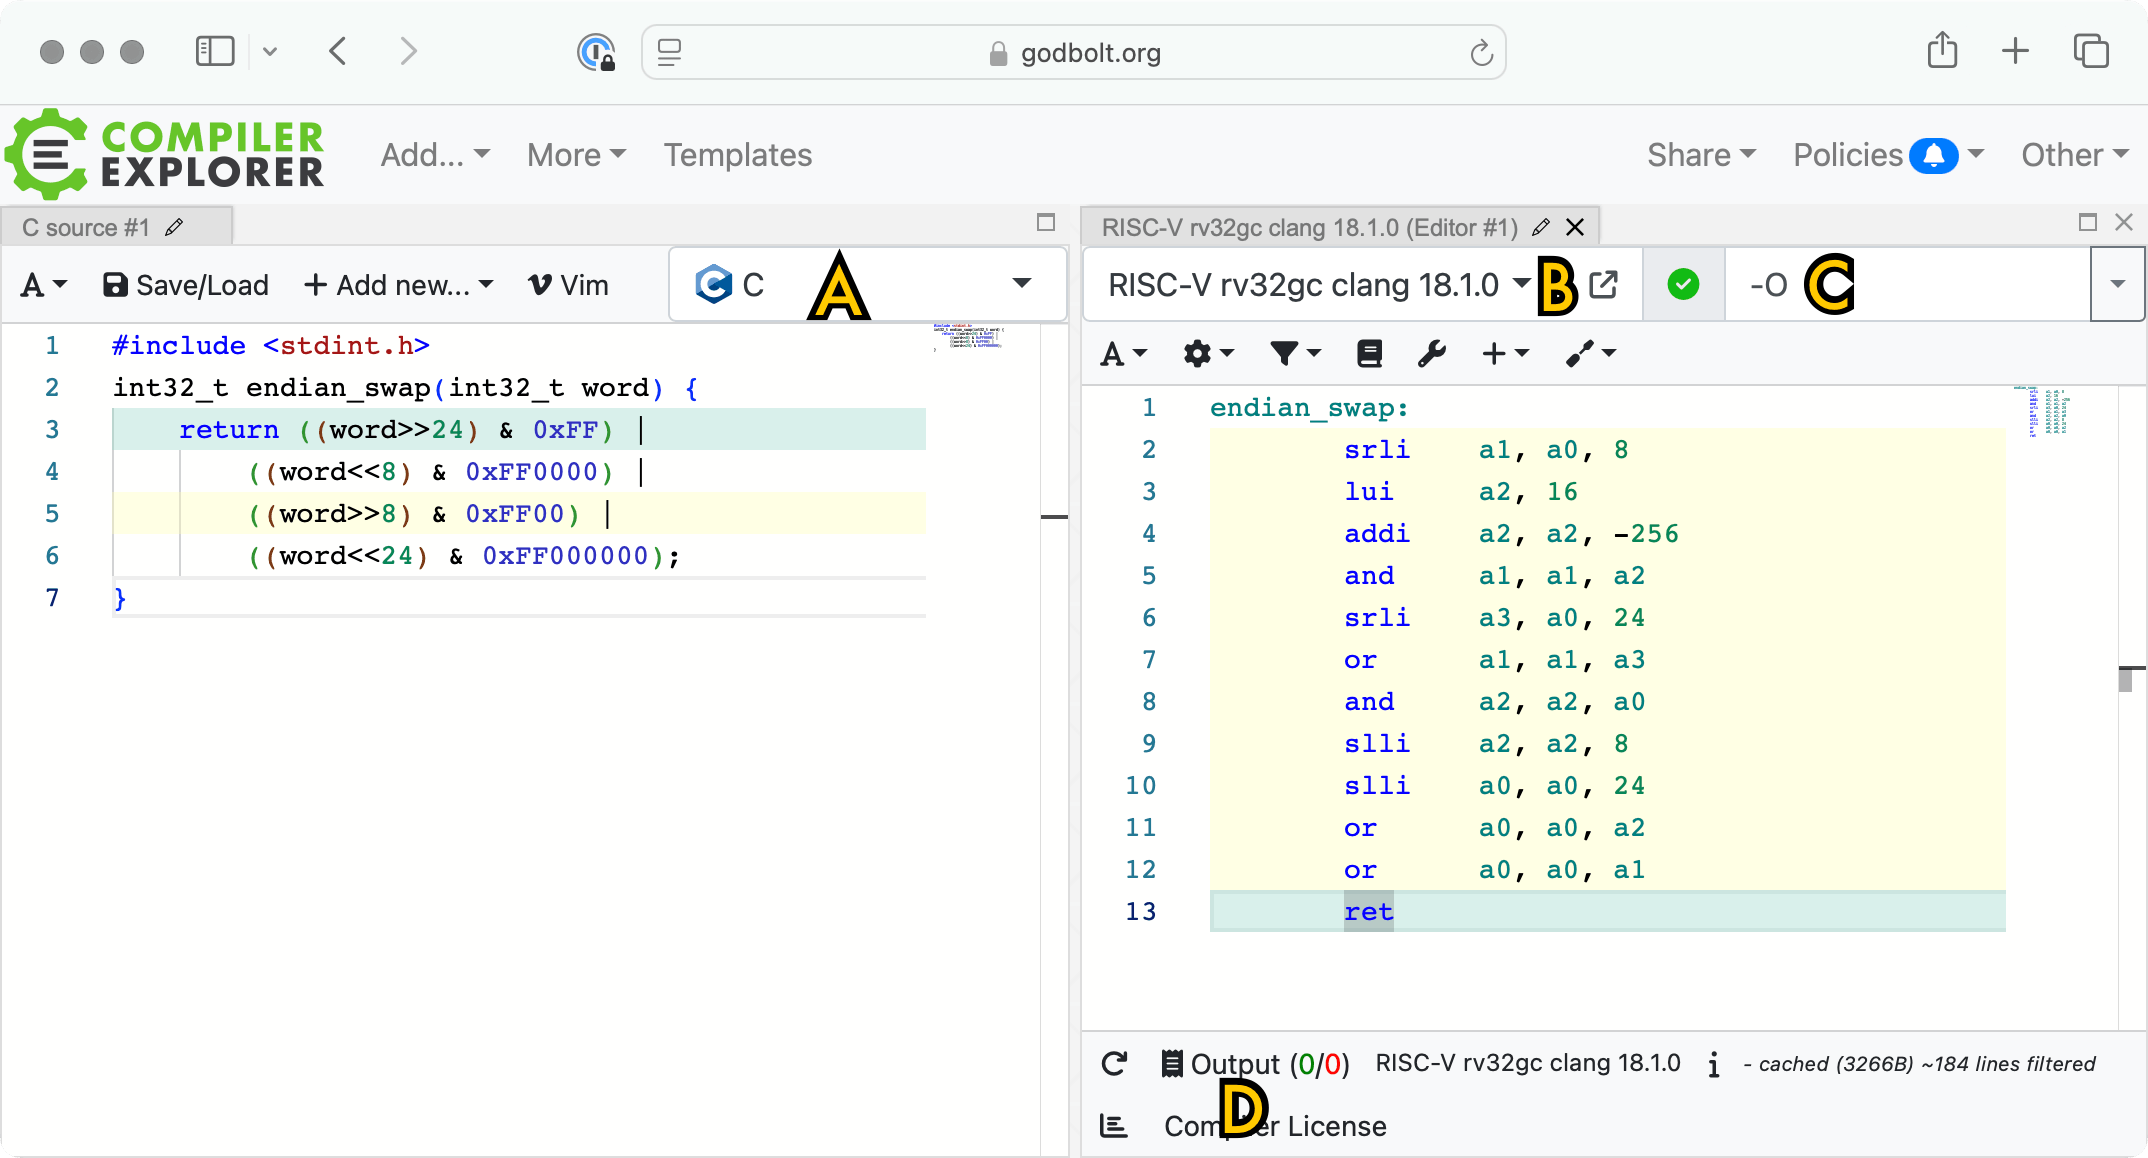 godbolt.org
COMPILER
EXPLORER
Add... More Templates Share Policies Other
C source #1
A Save/Load + Add new... Vim C A
1 #include <stdint.h>
2 int32_t endian_swap(int32_t word) {
3 return ((word>>24) & 0xFF) |
4 ((word<<8) & 0xFF0000) |
5 ((word>>8) & 0xFF00) |
6 ((word<<24) & 0xFF000000);
7 }
RISC-V rv32gc clang 18.1.0 (Editor #1)
RISC-V rv32gc clang 18.1.0 B -O C
A
1 endian_swap:
2 srli a1, a0, 8
3 lui a2, 16
4 addi a2, a2, -256
5 and a1, a1, a2
6 srli a3, a0, 24
7 or a1, a1, a3
8 and a2, a2, a0
9 slli a2, a2, 8
10 slli a0, a0, 24
11 or a0, a0, a2
12 or a0, a0, a1
13 ret
Output (0/0) RISC-V rv32gc clang 18.1.0 i - cached (3266B) ~184 lines filtered
D
Compiler License